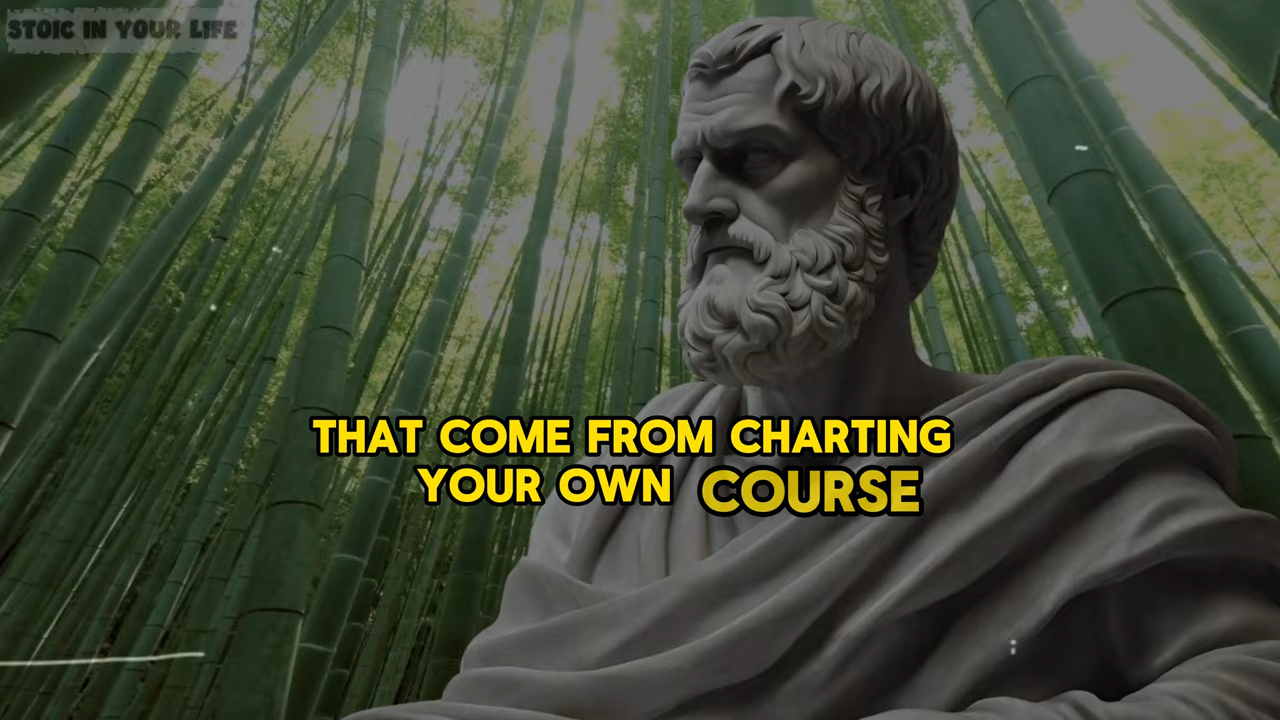 STOIC IN YOUR LIFE
THAT COME FROM CHARTING
YOUR OWN COURSE